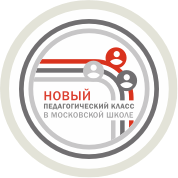 НОВЫЙ
ПЕДАГОГИЧЕСКИЙ КЛАСС
В МОСКОВСКОЙ ШКОЛЕ